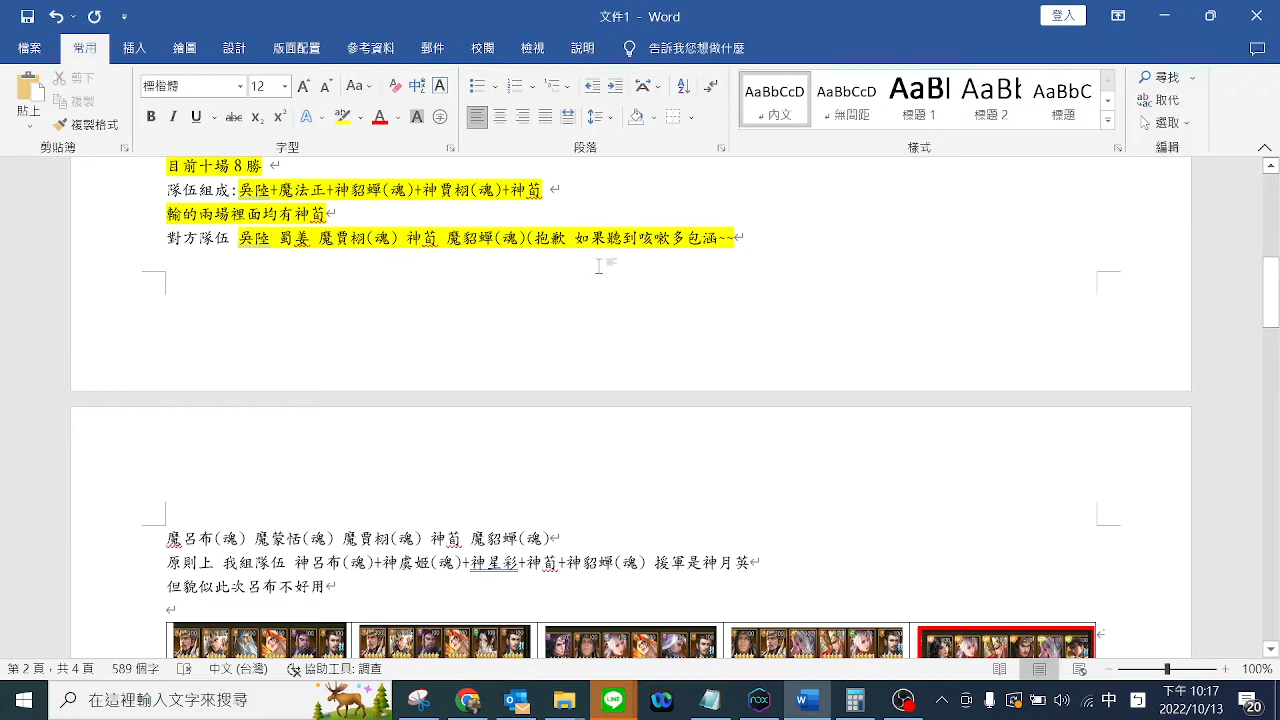 文件1 - Word
登入
檔案 常用 插入 繪圖 設計 版面配置 參考資料 郵件 校閱 檢視 說明 告訴我您想做什麼
貼上
剪下
複製
複製格式
剪貼簿
標楷體 12
字型
段落
AaBbCcD 內文
AaBbCcD 無間距
AaBl 標題 1
AaBbC 標題 2
AaBbC 標題
樣式
尋找
取代
選取
編輯
目前十場 8 勝
隊伍組成:吳陸+魔法正+神貂蟬(魂)+神賈栩(魂)+神荀
輸的兩場裡面均有神荀
對方隊伍 吳陸 蜀姜 魔賈栩(魂) 神荀 魔貂蟬(魂)(抱歉 如果聽到咳嗽多包涵~~
魔呂布(魂) 魔蒙恬(魂) 魔賈栩(魂) 神荀 魔貂蟬(魂)
原則上 我組隊伍 神呂布(魂)+神虞姬(魂)+神星彩+神荀+神貂蟬(魂) 援軍是神月英
但貌似此次呂布不好用
第 2 頁，共 4 頁 589 個字 中文 (台灣) 協助工具: 調查 100%
在這裡輸入文字來搜尋
LINE
nox
中
下午 10:17
2022/10/13
20